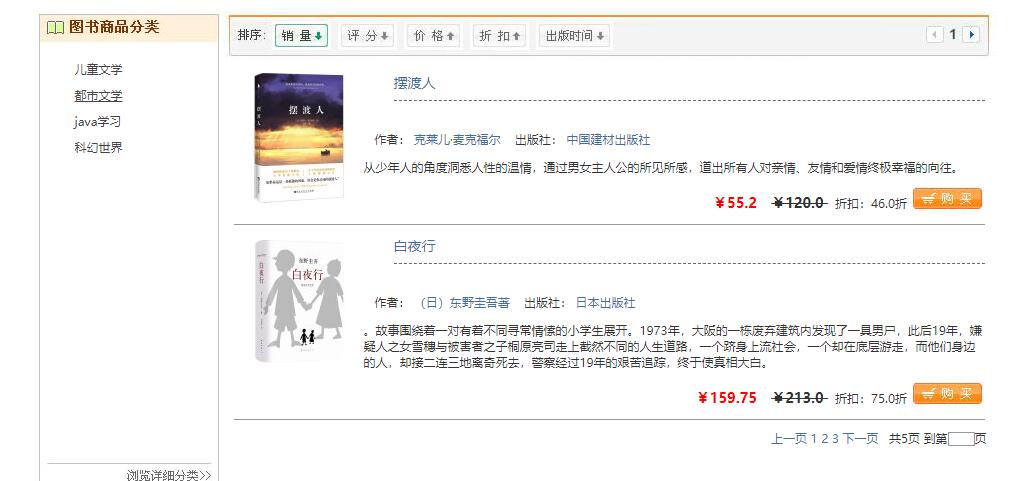 图书商品分类
儿童文学
都市文学
java学习
科幻世界
浏览详细分类>>
排序: 销 量 评 分 价 格 折 扣 出版时间 1
摆渡人
摆渡人
作者: 克莱儿·麦克福尔 出版社: 中国建材出版社
从少年人的角度洞悉人性的温情，通过男女主人公的所见所感，道出所有人对亲情、友情和爱情终极幸福的向往。
￥55.2 ￥120.0 折扣: 46.0折 购 买
白夜行
东野圭吾
白夜行
白夜行
作者: （日）东野圭吾著 出版社: 日本出版社
。故事围绕着一对有着不同寻常情愫的小学生展开。1973年，大阪的一栋废弃建筑内发现了一具男尸，此后19年，嫌
疑人之女雪穗与被害者之子桐原亮司走上截然不同的人生道路，一个跻身上流社会，一个却在底层游走，而他们身边
的人，却接二连三地离奇死去，警察经过19年的艰苦追踪，终于使真相大白。
￥159.75 ￥213.0 折扣: 75.0折 购 买
上一页 1 2 3 下一页 共5页 到第 页